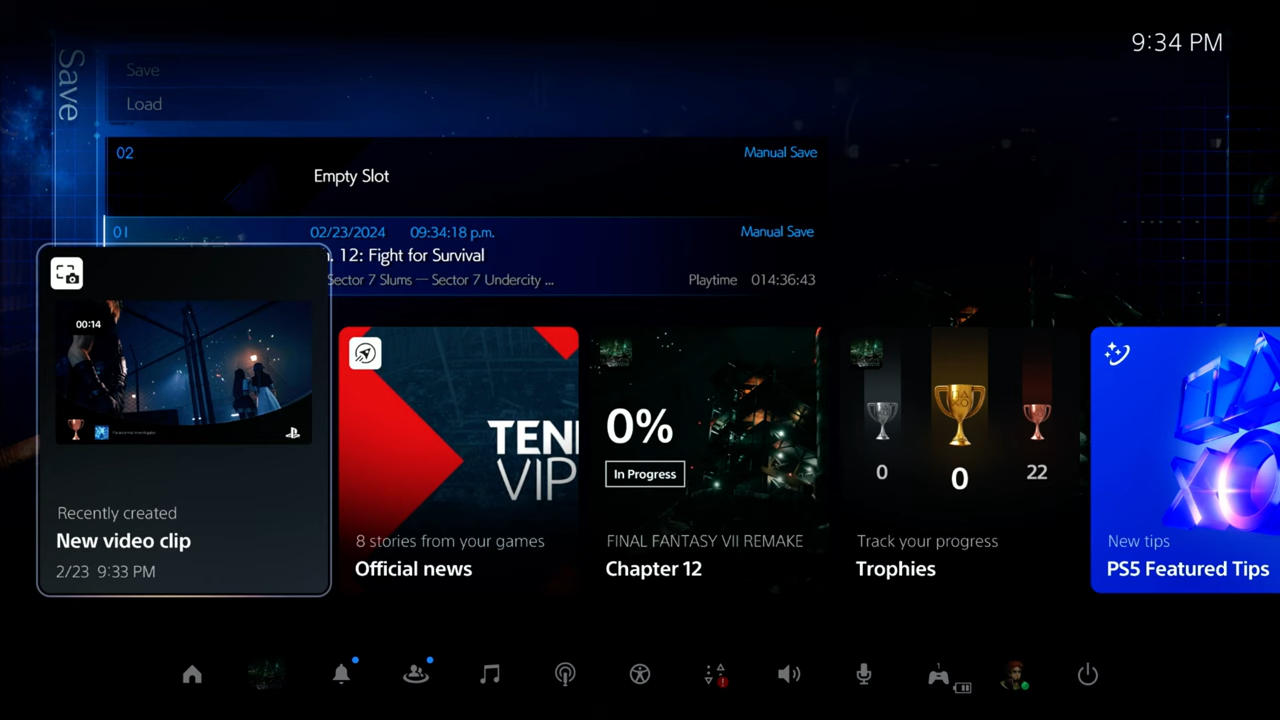 9:34 PM
Save
Save
Load
02
Manual Save
Empty Slot
01
02/23/2024 09:34:18 p.m.
Manual Save
. 12: Fight for Survival
Sector 7 Slums — Sector 7 Undercity ...
Playtime 014:36:43
00:14
Recently created
New video clip
2/23 9:33 PM
TEN
VIP
8 stories from your games
Official news
0%
In Progress
FINAL FANTASY VII REMAKE
Chapter 12
0
0
22
Track your progress
Trophies
New tips
PS5 Featured Tips